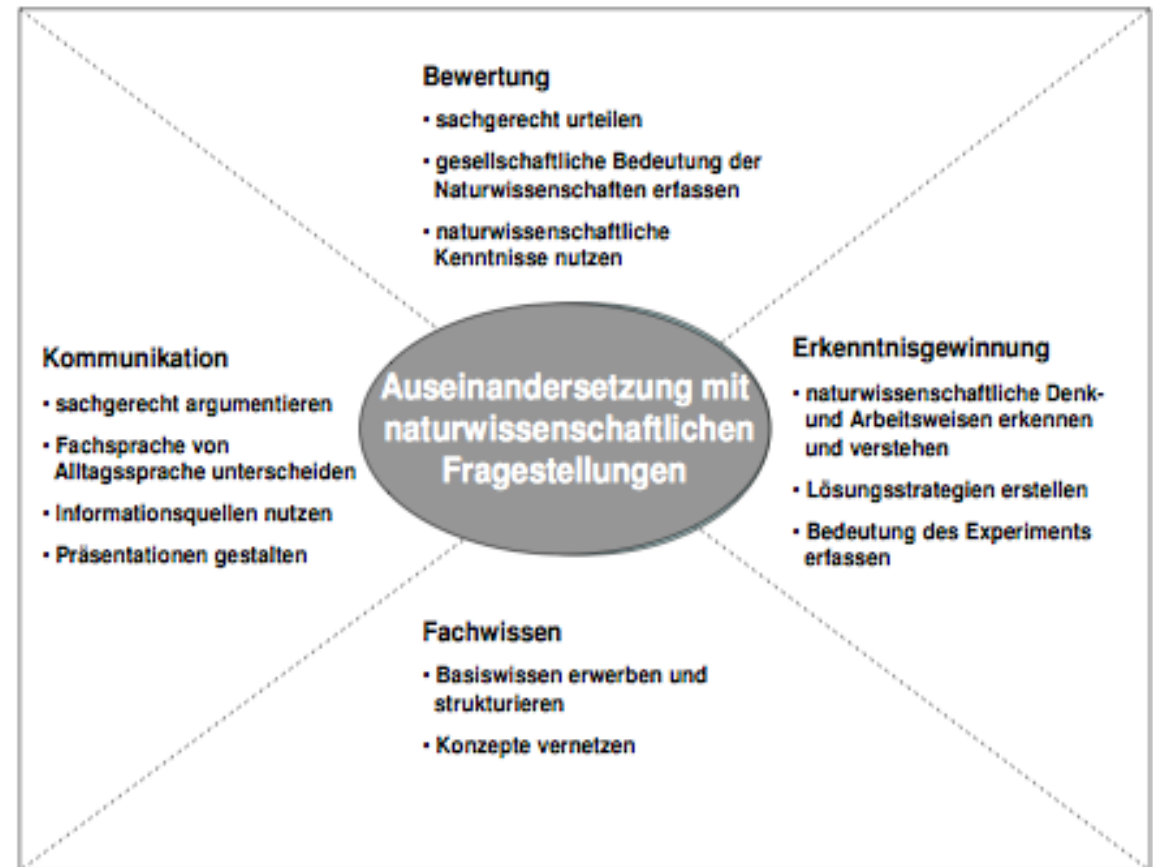 Bewertung
• sachgerecht urteilen
• gesellschaftliche Bedeutung der
Naturwissenschaften erfassen
• naturwissenschaftliche
Kenntnisse nutzen
Kommunikation
• sachgerecht argumentieren
• Fachsprache von
Alltagssprache unterscheiden
• Informationsquellen nutzen
• Präsentationen gestalten
Auseinandersetzung mit
naturwissenschaftlichen
Fragestellungen
Erkenntnisgewinnung
• naturwissenschaftliche Denk-
und Arbeitsweisen erkennen
und verstehen
• Lösungsstrategien erstellen
• Bedeutung des Experiments
erfassen
Fachwissen
• Basiswissen erwerben und
strukturieren
• Konzepte vernetzen